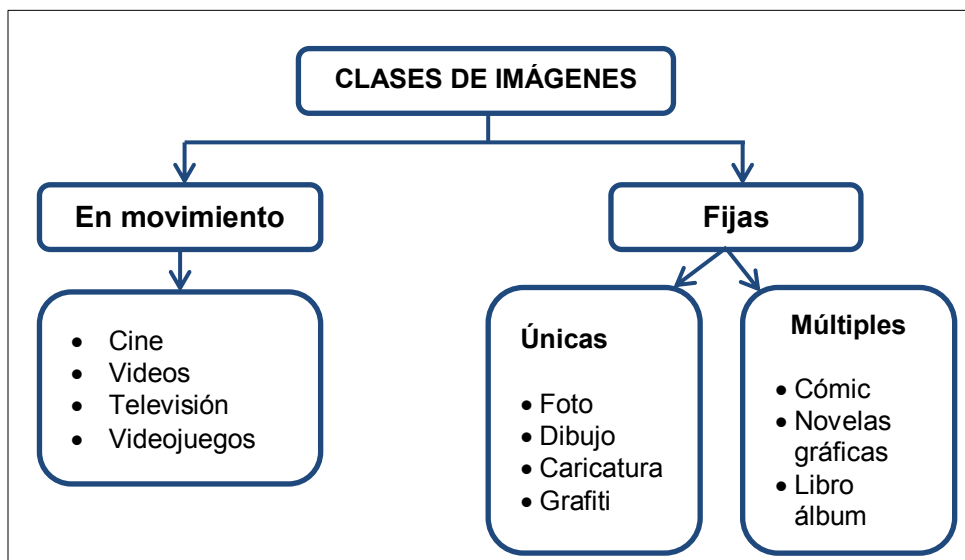 CLASES DE IMÁGENES
En movimiento
Fijas
• Cine
• Videos
• Televisión
• Videojuegos
Únicas
• Foto
• Dibujo
• Caricatura
• Grafiti
Múltiples
• Cómic
• Novelas
gráficas
• Libro
álbum